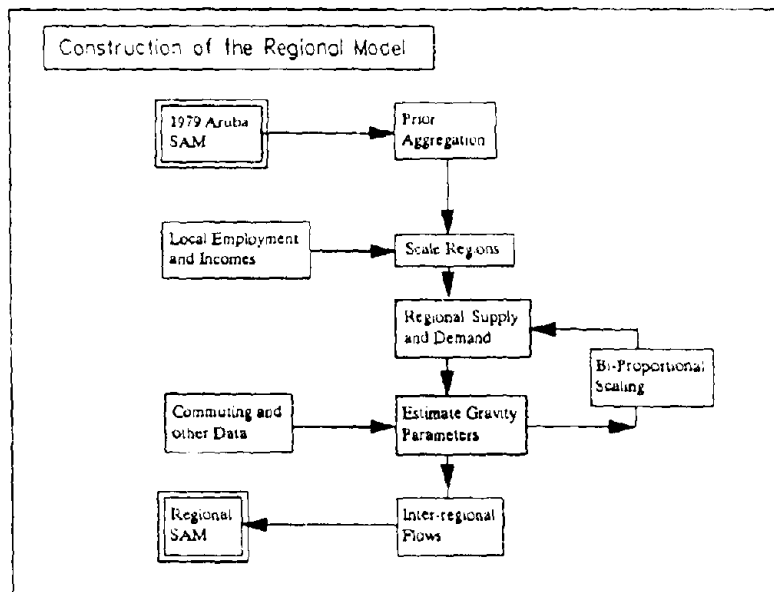 Construction of the Regional Model
1979 Aruba
SAM
Prior
Aggregation
Local Employment
and Incomes
Scale Regions
Regional Supply
and Demand
Bi-Proportional
Scaling
Commuting and
other Data
Estimate Gravity
Parameters
Regional
SAM
Inter-regional
Flows